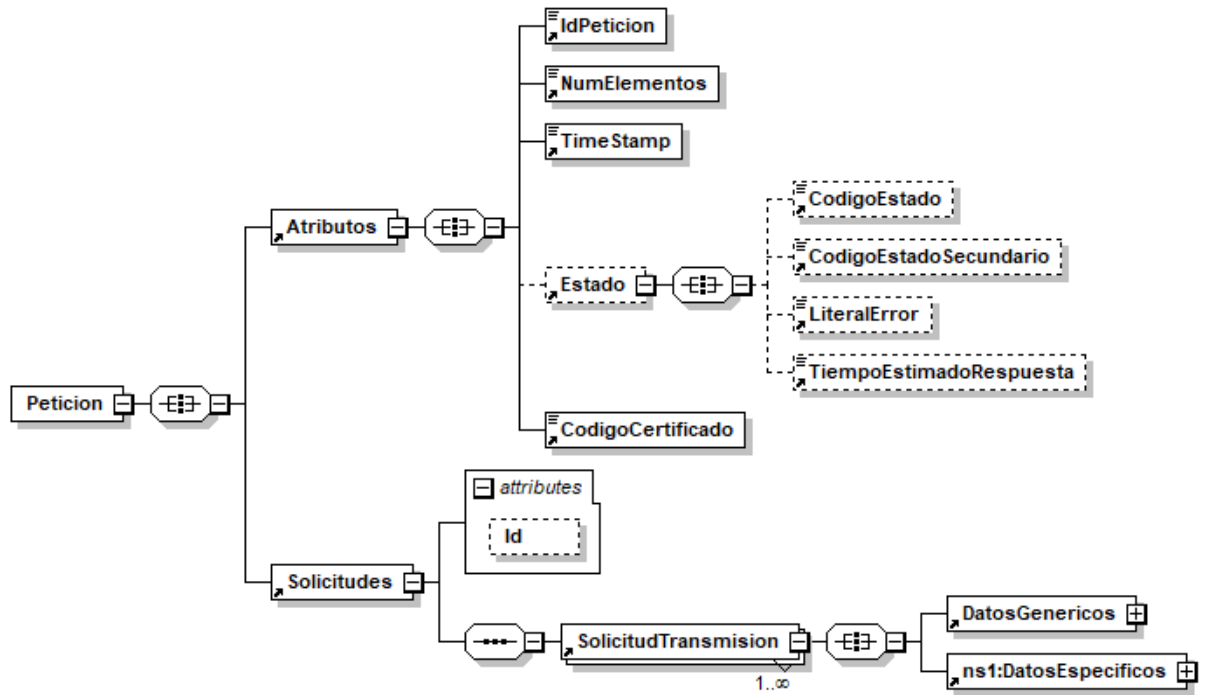 IdPeticion
NumElementos
TimeStamp
CodigoEstado
Atributos
CodigoEstadoSecundario
Estado
LiteralError
TiempoEstimadoRespuesta
Peticion
CodigoCertificado
attributes
Id
Solicitudes
DatosGenericos
SolicitudTransmision
ns1:DatosEspecificos
1..∞